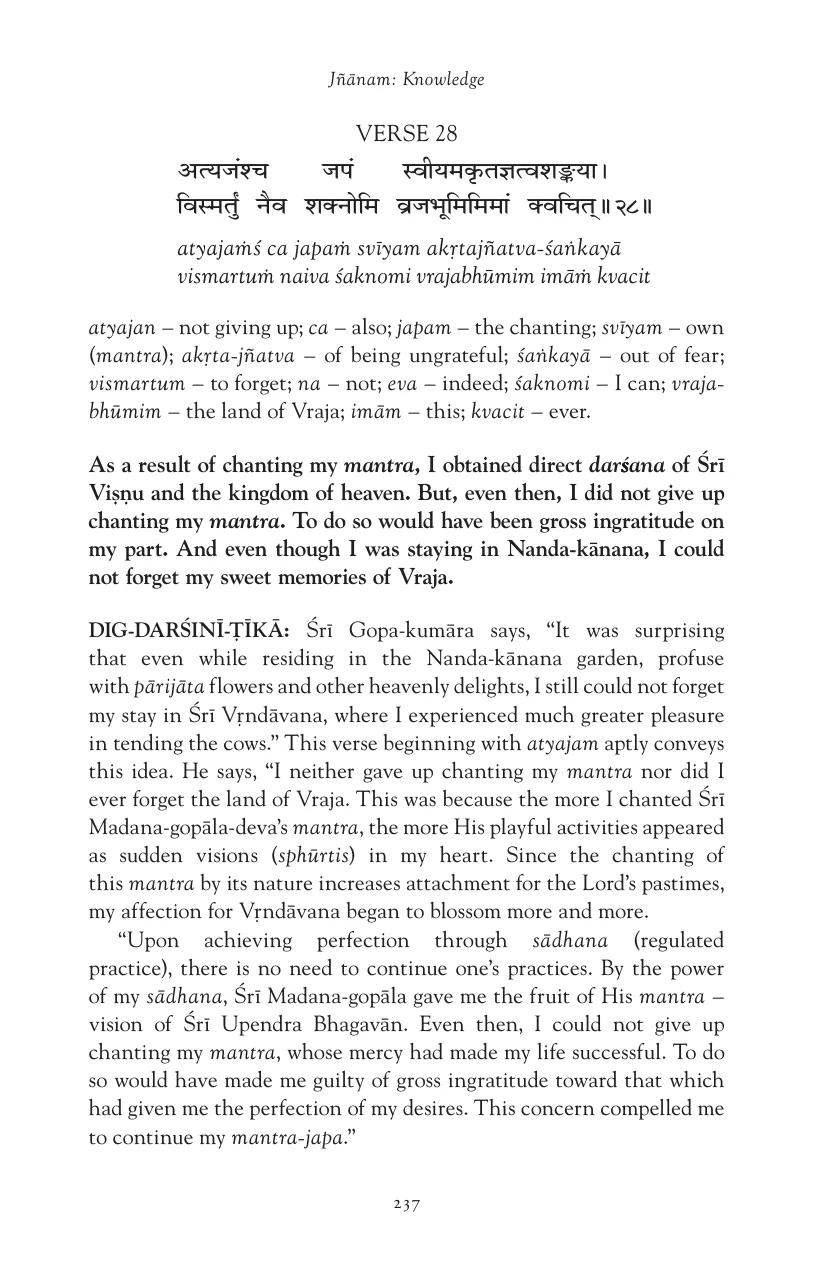 Jñānam: Knowledge
VERSE 28
अत्यजंश्च जपं स्वीयमकृतज्ञत्वशङ्कया।
विस्मर्तुं नैव शक्नोमि व्रजभूमिमिमां क्वचित्॥२८॥
atyajaṁś ca japaṁ svīyam akṛtajñatva-śaṅkayā
vismartuṁ naiva śaknomi vrajabhūmim imāṁ kvacit
atyajan – not giving up; ca – also; japam – the chanting; svīyam – own
(mantra); akṛta-jñatva – of being ungrateful; śaṅkayā – out of fear;
vismartum – to forget; na – not; eva – indeed; śaknomi – I can; vraja-
bhūmim – the land of Vraja; imām – this; kvacit – ever.
As a result of chanting my mantra, I obtained direct darśana of Śrī
Viṣṇu and the kingdom of heaven. But, even then, I did not give up
chanting my mantra. To do so would have been gross ingratitude on
my part. And even though I was staying in Nanda-kānana, I could
not forget my sweet memories of Vraja.
DIG-DARŚINĪ-ṬĪKĀ: Śrī Gopa-kumāra says, “It was surprising
that even while residing in the Nanda-kānana garden, profuse
with pārijāta flowers and other heavenly delights, I still could not forget
my stay in Śrī Vṛndāvana, where I experienced much greater pleasure
in tending the cows.” This verse beginning with atyajam aptly conveys
this idea. He says, “I neither gave up chanting my mantra nor did I
ever forget the land of Vraja. This was because the more I chanted Śrī
Madana-gopāla-deva’s mantra, the more His playful activities appeared
as sudden visions (sphūrtis) in my heart. Since the chanting of
this mantra by its nature increases attachment for the Lord’s pastimes,
my affection for Vṛndāvana began to blossom more and more.
“Upon achieving perfection through sādhana (regulated
practice), there is no need to continue one’s practices. By the power
of my sādhana, Śrī Madana-gopāla gave me the fruit of His mantra –
vision of Śrī Upendra Bhagavān. Even then, I could not give up
chanting my mantra, whose mercy had made my life successful. To do
so would have made me guilty of gross ingratitude toward that which
had given me the perfection of my desires. This concern compelled me
to continue my mantra-japa.”
237